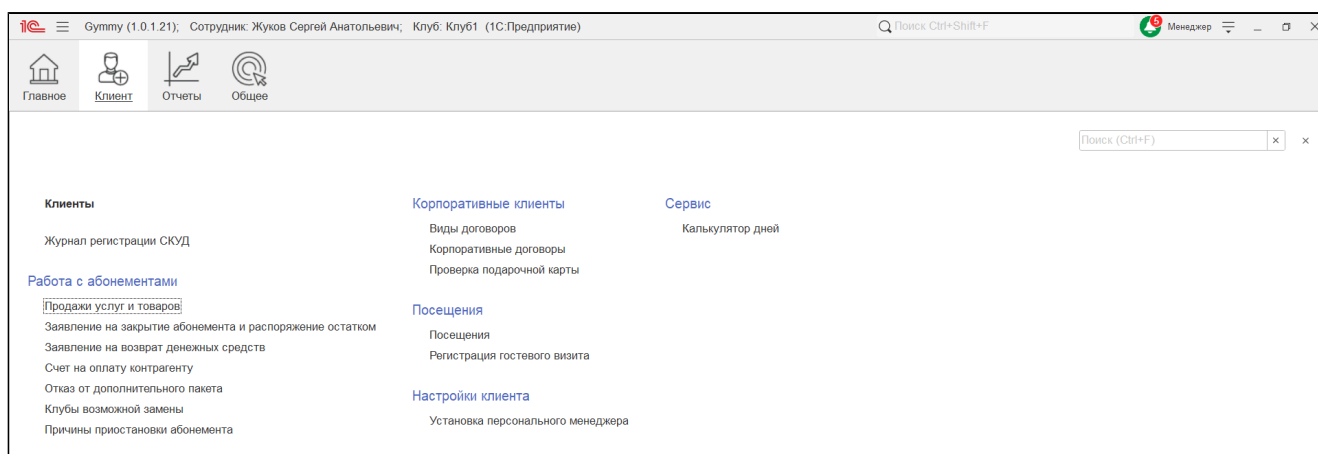 1С Gymmy (1.0.1.21); Сотрудник: Жуков Сергей Анатольевич; Клуб: Клуб1 (1С:Предприятие) Поиск Ctrl+Shift+F 5 Менеджер
Главное Клиент Отчеты Общее
Поиск (Ctrl+F)
Клиенты
Журнал регистрации СКУД
Работа с абонементами
Продажи услуг и товаров
Заявление на закрытие абонемента и распоряжение остатком
Заявление на возврат денежных средств
Счет на оплату контрагенту
Отказ от дополнительного пакета
Клубы возможной замены
Причины приостановки абонемента
Корпоративные клиенты
Виды договоров
Корпоративные договоры
Проверка подарочной карты
Посещения
Посещения
Регистрация гостевого визита
Настройки клиента
Установка персонального менеджера
Сервис
Калькулятор дней